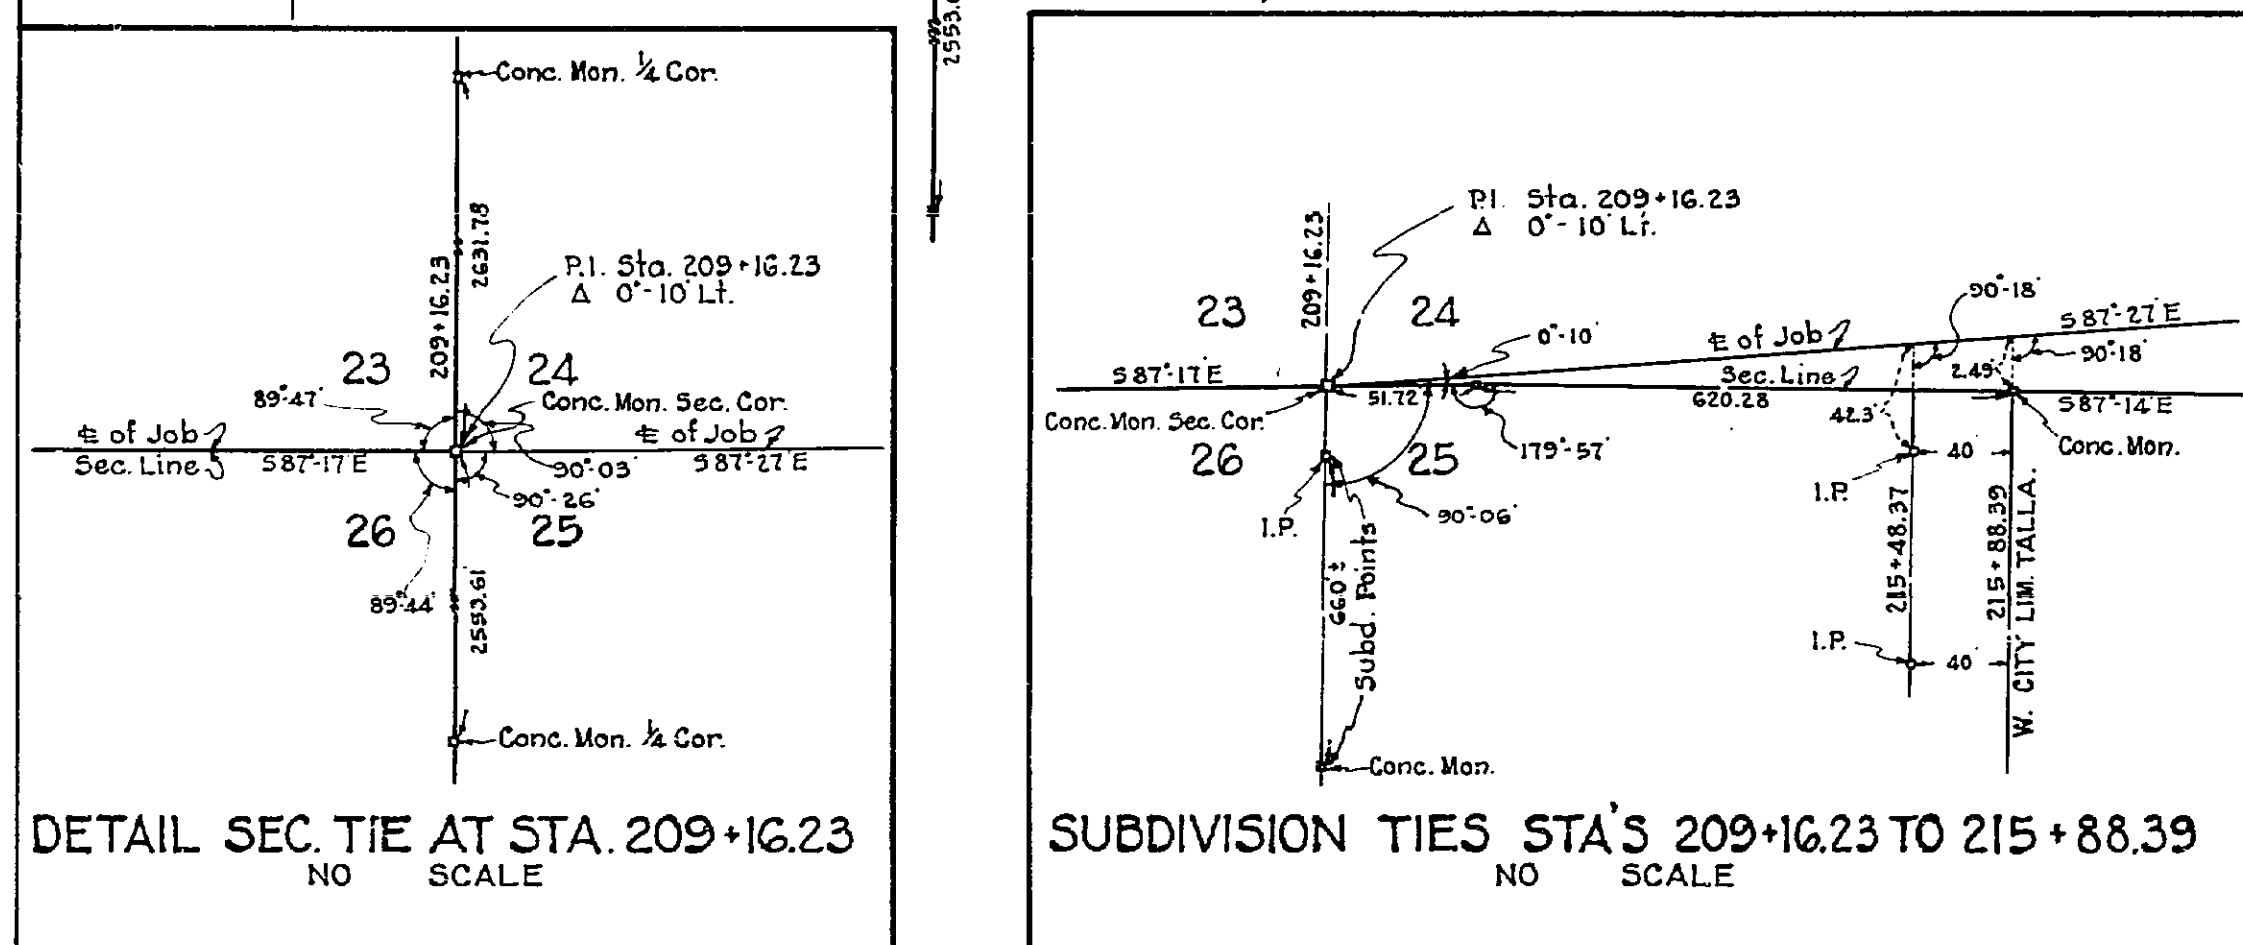 2553.6
Conc. Mon. ¼ Cor.
209+16.23
2631.78
P.I. Sta. 209+16.23
Δ 0°-10' Lt.
23
24
89°-47'
Conc. Mon. Sec. Cor.
℄ of Job
℄ of Job
Sec. Line
S 87°-17' E
90°-03'
S 87°-27' E
90°-26'
26
25
89°-44'
2553.61
Conc. Mon. ¼ Cor.
DETAIL SEC. TIE AT STA. 209+16.23
NO SCALE
P.I. Sta. 209+16.23
Δ 0°-10' Lt.
209+16.23
23
24
90°-18'
0°-10'
℄ of Job
S 87°-27' E
90°-18'
S 87°-17' E
Sec. Line
2.49'
51.72
620.28
S 87°-14' E
Conc. Mon. Sec. Cor.
42.3'
179°-57'
40'
Conc. Mon.
26
25
I.P.
I.P.
90°-06'
215+48.37
215+88.39
W. CITY LIM. TALLA.
660' ±
Subd. Points
I.P.
40'
Conc. Mon.
SUBDIVISION TIES STA'S 209+16.23 TO 215+88.39
NO SCALE